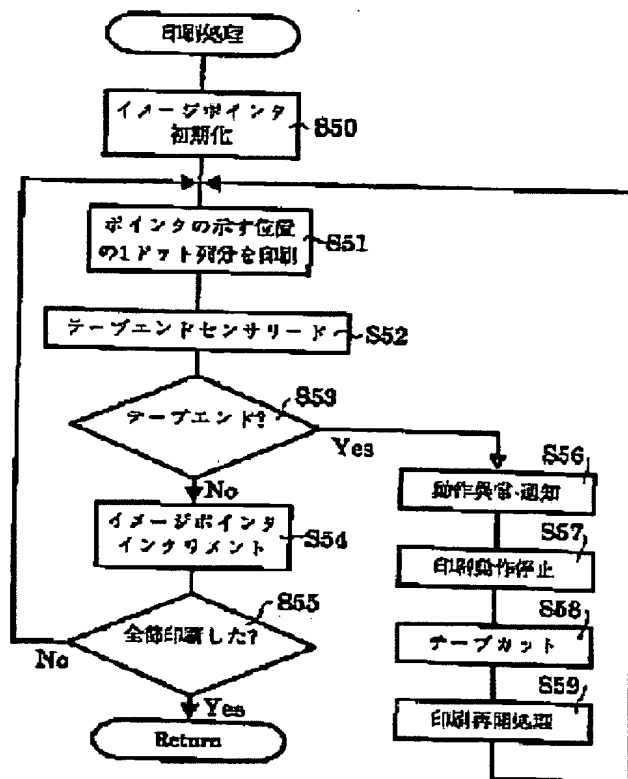 印刷処理
イメージポインタ
初期化
S50
ポインタの示す位置
の1ドット列分を印刷
S51
テープエンドセンサリード
S52
テープエンド?
S53
Yes
No
イメージポインタ
インクリメント
S54
全部印刷した?
S55
No
Yes
Return
動作異常通知
S56
印刷動作停止
S57
テープカット
S58
印刷再開処理
S59